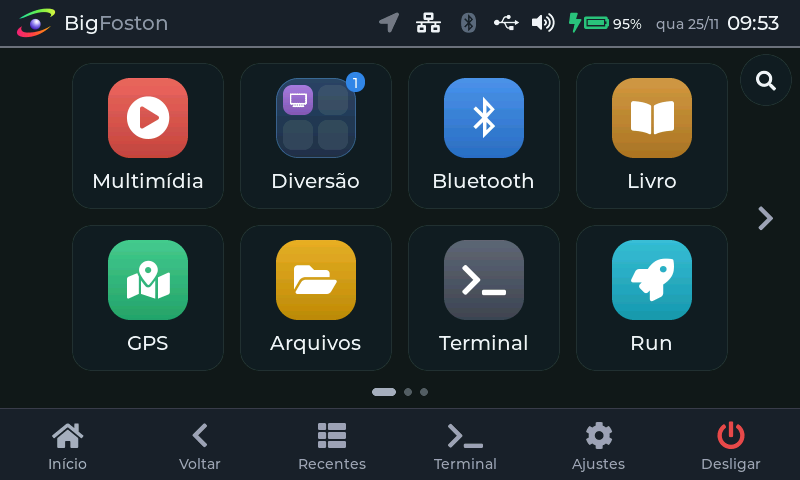 BigFoston
95%
qua 25/11
09:53
Multimídia
1
Diversão
Bluetooth
Livro
GPS
Arquivos
Terminal
Run
Início
Voltar
Recentes
Terminal
Ajustes
Desligar